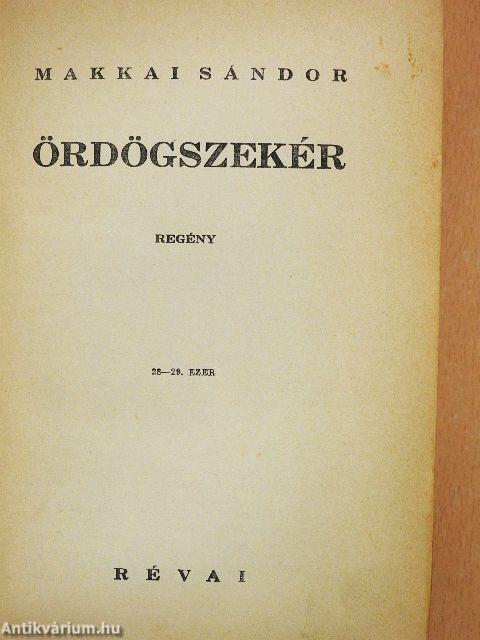 MAKKAI SÁNDOR
ÖRDÖGSZEKÉR
REGÉNY
28—29. EZER
RÉVAI
Antikvárium.hu